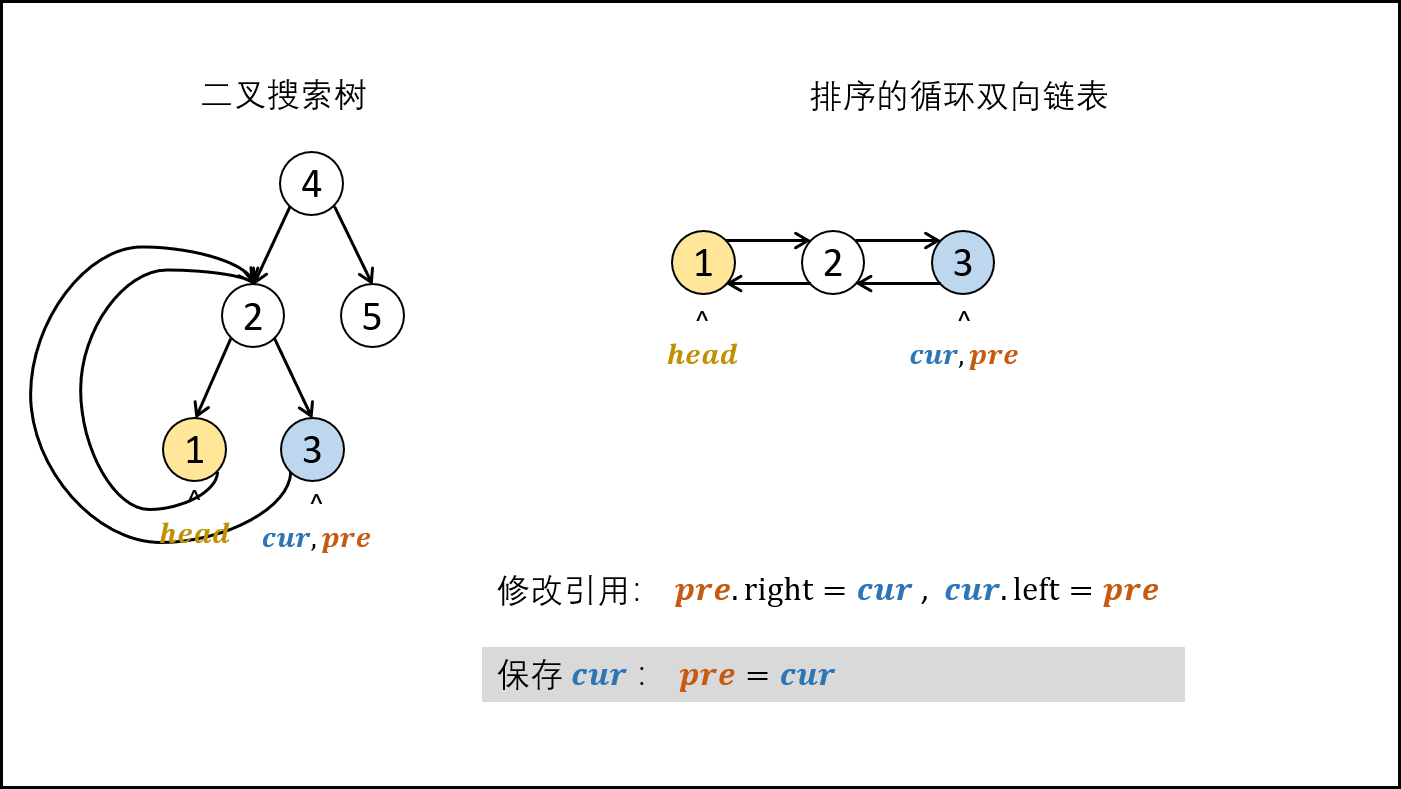 二叉搜索树
4
2
5
1
3
^
^
head
cur, pre
排序的循环双向链表
1
2
3
^
^
head
cur, pre
修改引用： pre.right = cur , cur.left = pre
保存 cur : pre = cur